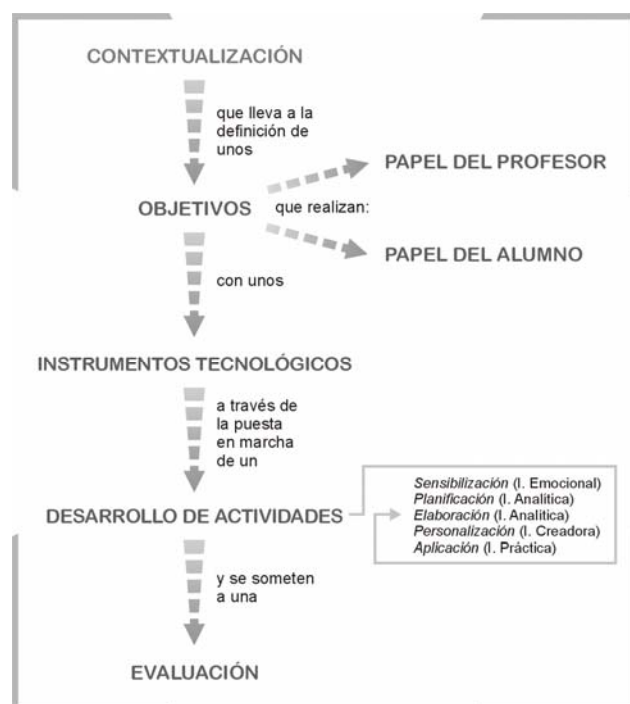 CONTEXTUALIZACIÓN
que lleva a la
definición de
unos
PAPEL DEL PROFESOR
OBJETIVOS
que realizan:
PAPEL DEL ALUMNO
con unos
INSTRUMENTOS TECNOLÓGICOS
a través de
la puesta
en marcha
de un
DESARROLLO DE ACTIVIDADES
Sensibilización (I. Emocional)
Planificación (I. Analítica)
Elaboración (I. Analítica)
Personalización (I. Creadora)
Aplicación (I. Práctica)
y se someten
a una
EVALUACIÓN